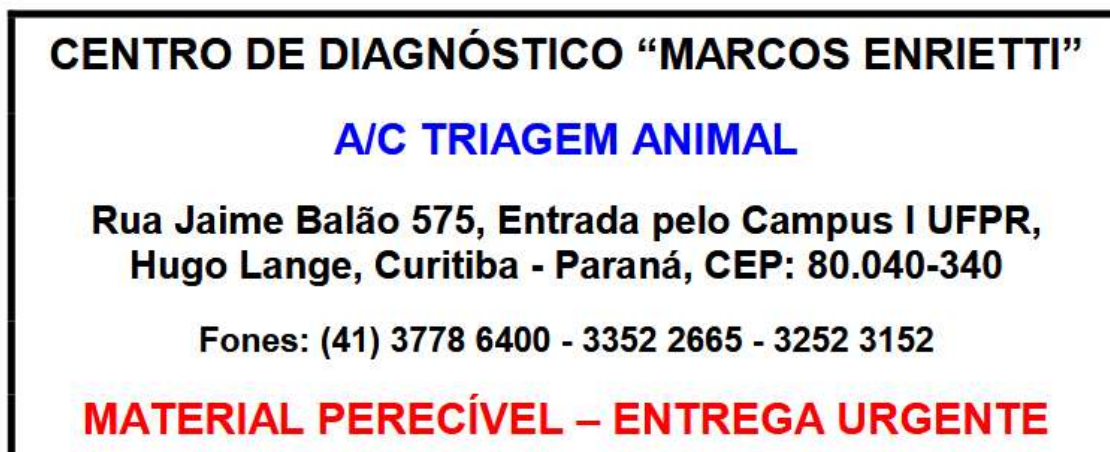 CENTRO DE DIAGNÓSTICO “MARCOS ENRIETTI”
A/C TRIAGEM ANIMAL
Rua Jaime Balão 575, Entrada pelo Campus I UFPR,
Hugo Lange, Curitiba - Paraná, CEP: 80.040-340
Fones: (41) 3778 6400 - 3352 2665 - 3252 3152
MATERIAL PERECÍVEL – ENTREGA URGENTE